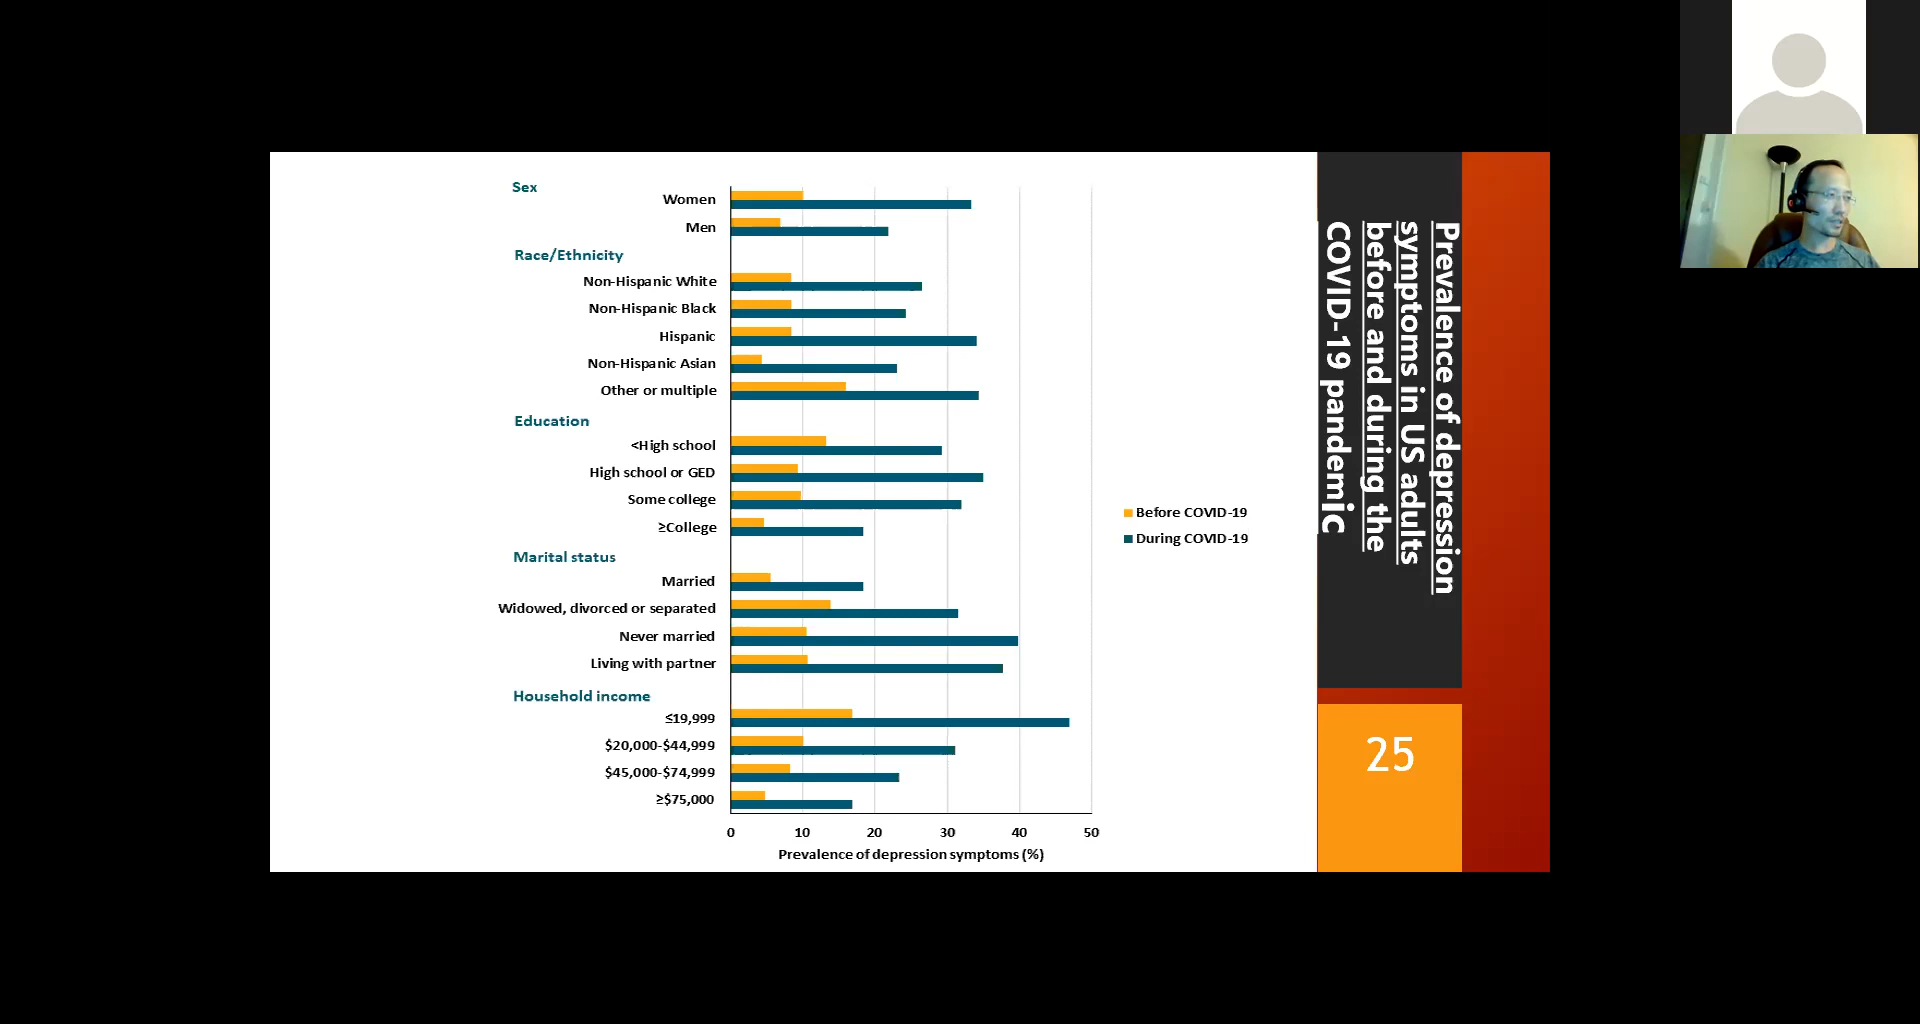 Sex
Women
Men
Race/Ethnicity
Non-Hispanic White
Non-Hispanic Black
Hispanic
Non-Hispanic Asian
Other or multiple
Education
<High school
High school or GED
Some college
≥College
Marital status
Married
Widowed, divorced or separated
Never married
Living with partner
Household income
≤19,999
$20,000-$44,999
$45,000-$74,999
≥$75,000
0 10 20 30 40 50
Prevalence of depression symptoms (%)
Before COVID-19
During COVID-19
Prevalence of depression
symptoms in US adults
before and during the
COVID-19 pandemic
25